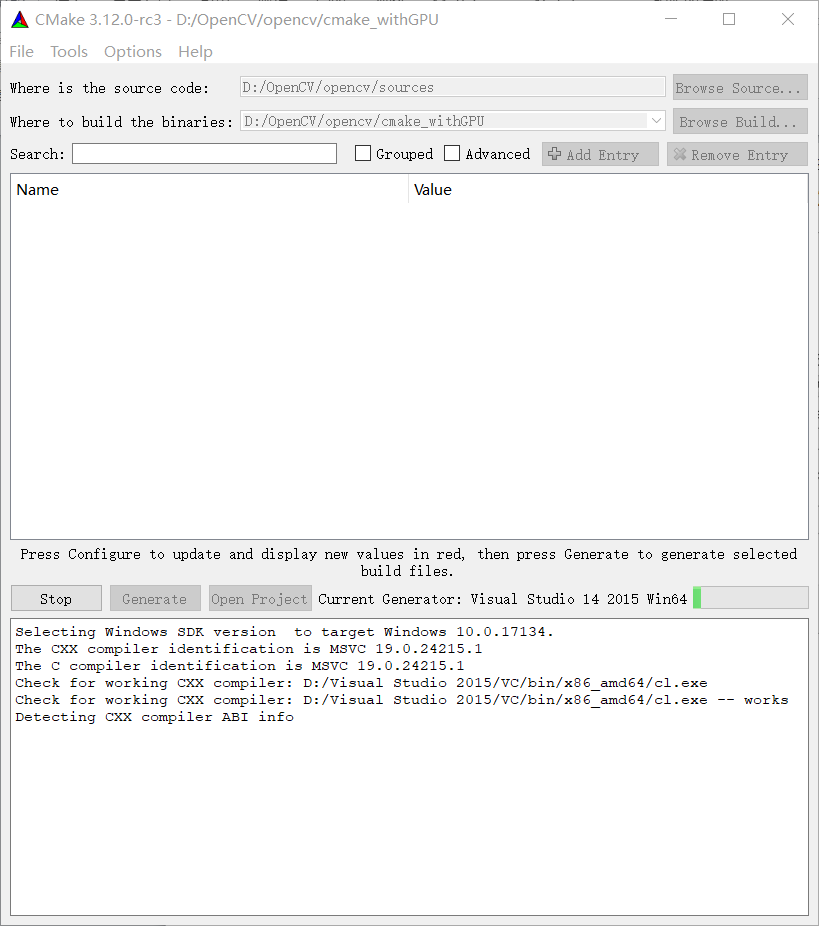 CMake 3.12.0-rc3 - D:/OpenCV/opencv/cmake_withGPU
File Tools Options Help
Where is the source code: D:/OpenCV/opencv/sources Browse Source...
Where to build the binaries: D:/OpenCV/opencv/cmake_withGPU Browse Build...
Search: Grouped Advanced Add Entry Remove Entry
Name Value
Press Configure to update and display new values in red, then press Generate to generate selected
build files.
Stop Generate Open Project Current Generator: Visual Studio 14 2015 Win64
Selecting Windows SDK version  to target Windows 10.0.17134.
The CXX compiler identification is MSVC 19.0.24215.1
The C compiler identification is MSVC 19.0.24215.1
Check for working CXX compiler: D:/Visual Studio 2015/VC/bin/x86_amd64/cl.exe
Check for working CXX compiler: D:/Visual Studio 2015/VC/bin/x86_amd64/cl.exe -- works
Detecting CXX compiler ABI info